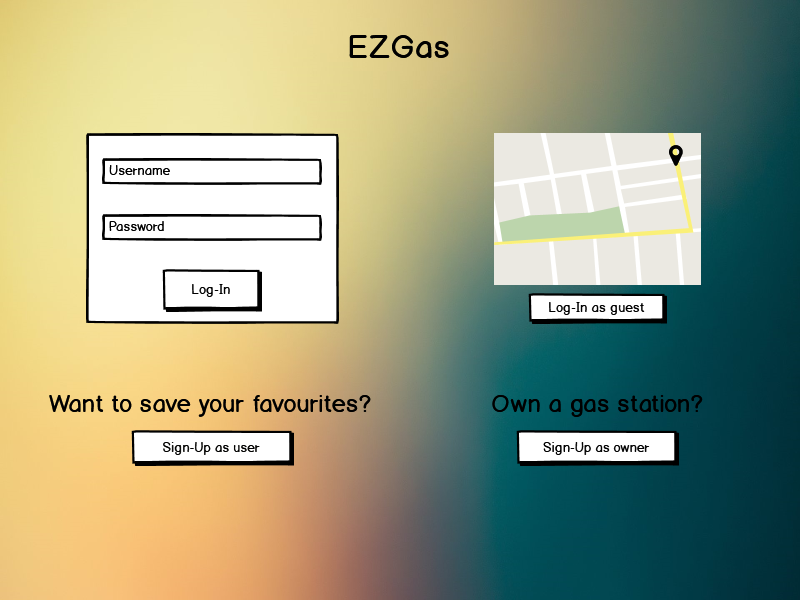 EZGas
Username
Password
Log-In
Log-In as guest
Want to save your favourites?
Own a gas station?
Sign-Up as user
Sign-Up as owner